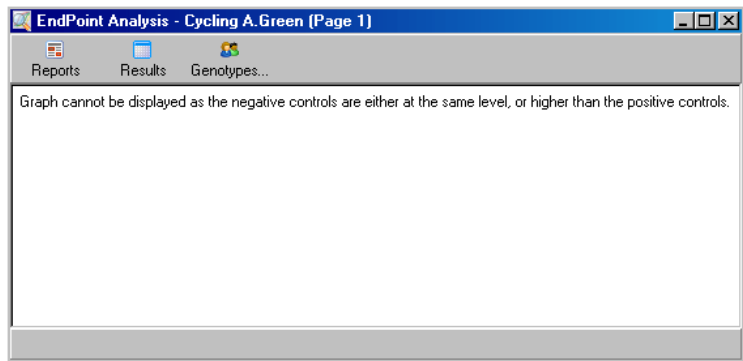 EndPoint Analysis - Cycling A.Green (Page 1)
Reports Results Genotypes...
Graph cannot be displayed as the negative controls are either at the same level, or higher than the positive controls.